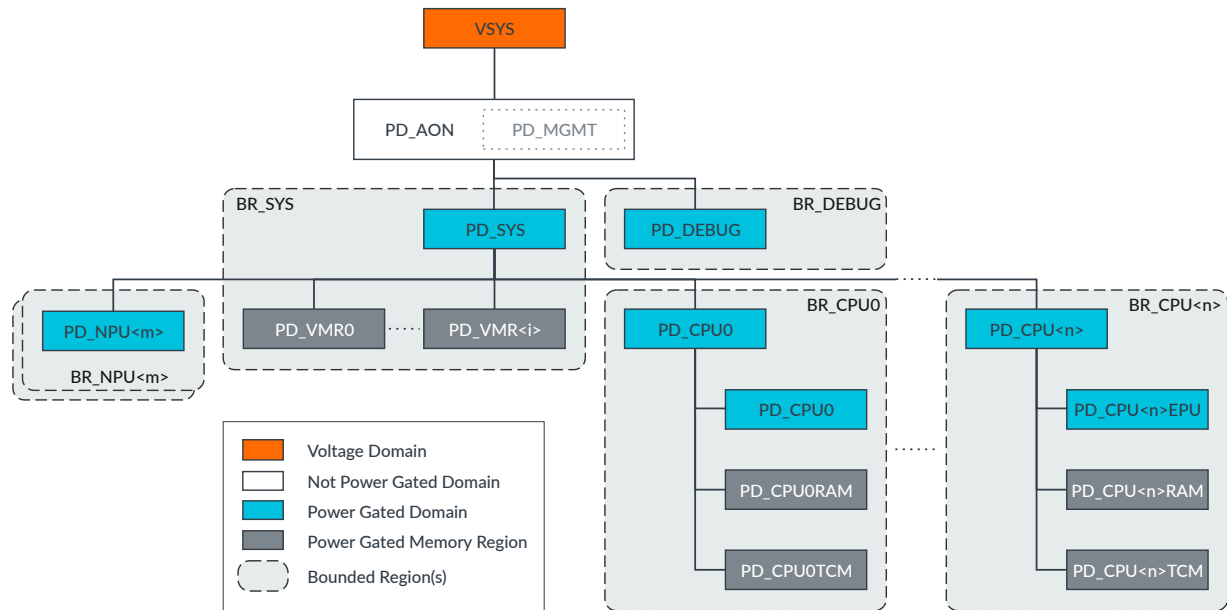 VSYS
PD_AON
PD_MGMT
BR_SYS
BR_DEBUG
PD_SYS
PD_DEBUG
BR_CPU0
BR_CPU<n>
PD_NPU<m>
PD_VMR0
PD_VMR<i>
PD_CPU0
PD_CPU<n>
BR_NPU<m>
PD_CPU0
PD_CPU<n>EPU
PD_CPU0RAM
PD_CPU<n>RAM
PD_CPU0TCM
PD_CPU<n>TCM
Voltage Domain
Not Power Gated Domain
Power Gated Domain
Power Gated Memory Region
Bounded Region(s)